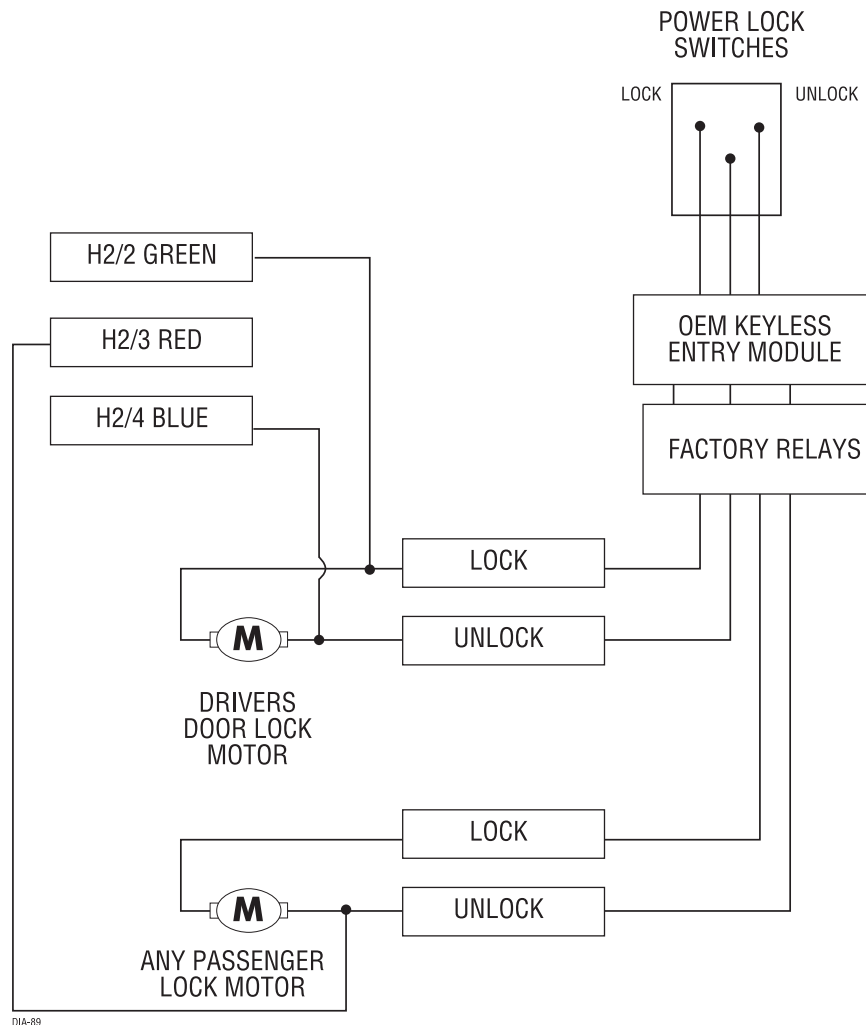 POWER LOCK
SWITCHES
LOCK
UNLOCK
H2/2 GREEN
H2/3 RED
OEM KEYLESS
ENTRY MODULE
H2/4 BLUE
FACTORY RELAYS
LOCK
M
UNLOCK
DRIVERS
DOOR LOCK
MOTOR
LOCK
M
UNLOCK
ANY PASSENGER
LOCK MOTOR
DIA-89